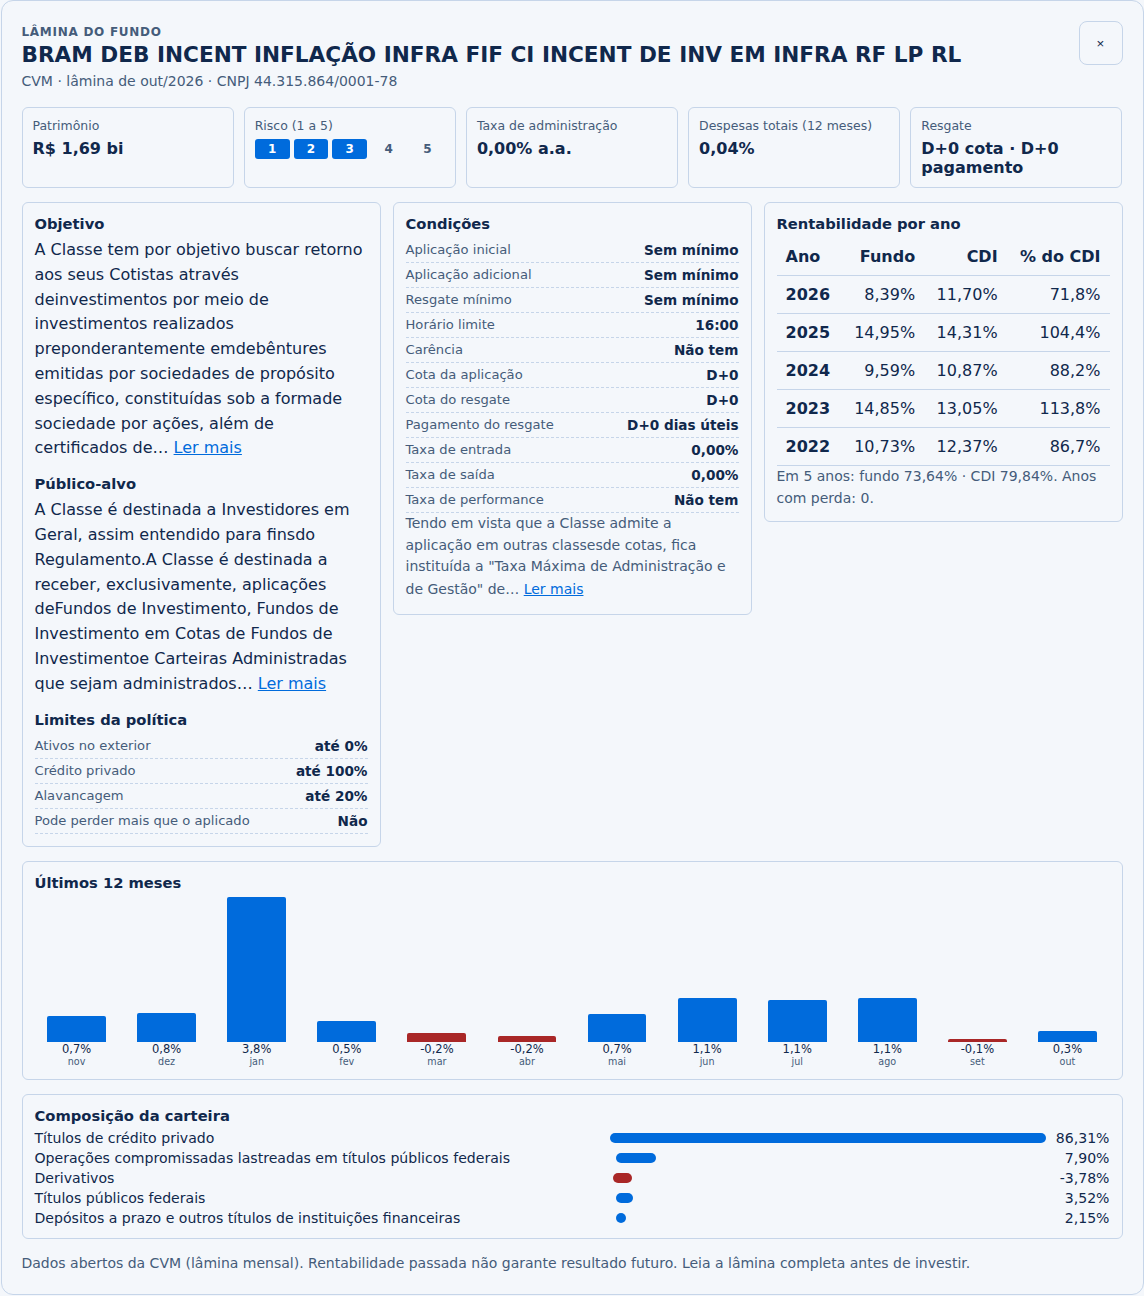 LÂMINA DO FUNDO
BRAM DEB INCENT INFLAÇÃO INFRA FIF CI INCENT DE INV EM INFRA RF LP RL
×
CVM · lâmina de out/2026 · CNPJ 44.315.864/0001-78
Patrimônio
R$ 1,69 bi
Risco (1 a 5)
1 2 3 4 5
Taxa de administração
0,00% a.a.
Despesas totais (12 meses)
0,04%
Resgate
D+0 cota · D+0
pagamento
Objetivo
A Classe tem por objetivo buscar retorno
aos seus Cotistas através
deinvestimentos por meio de
investimentos realizados
preponderantemente emdebêntures
emitidas por sociedades de propósito
específico, constituídas sob a formade
sociedade por ações, além de
certificados de… Ler mais
Público-alvo
A Classe é destinada a Investidores em
Geral, assim entendido para finsdo
Regulamento.A Classe é destinada a
receber, exclusivamente, aplicações
deFundos de Investimento, Fundos de
Investimento em Cotas de Fundos de
Investimentoe Carteiras Administradas
que sejam administrados… Ler mais
Limites da política
Ativos no exterior até 0%
Crédito privado até 100%
Alavancagem até 20%
Pode perder mais que o aplicado Não
Condições
Aplicação inicial Sem mínimo
Aplicação adicional Sem mínimo
Resgate mínimo Sem mínimo
Horário limite 16:00
Carência Não tem
Cota da aplicação D+0
Cota do resgate D+0
Pagamento do resgate D+0 dias úteis
Taxa de entrada 0,00%
Taxa de saída 0,00%
Taxa de performance Não tem
Tendo em vista que a Classe admite a
aplicação em outras classesde cotas, fica
instituída a "Taxa Máxima de Administração e
de Gestão" de… Ler mais
Rentabilidade por ano
Ano Fundo CDI % do CDI
2026 8,39% 11,70% 71,8%
2025 14,95% 14,31% 104,4%
2024 9,59% 10,87% 88,2%
2023 14,85% 13,05% 113,8%
2022 10,73% 12,37% 86,7%
Em 5 anos: fundo 73,64% · CDI 79,84%. Anos
com perda: 0.
Últimos 12 meses
0,7% 0,8% 3,8% 0,5% -0,2% -0,2% 0,7% 1,1% 1,1% 1,1% -0,1% 0,3%
nov dez jan fev mar abr mai jun jul ago set out
Composição da carteira
Títulos de crédito privado 86,31%
Operações compromissadas lastreadas em títulos públicos federais 7,90%
Derivativos -3,78%
Títulos públicos federais 3,52%
Depósitos a prazo e outros títulos de instituições financeiras 2,15%
Dados abertos da CVM (lâmina mensal). Rentabilidade passada não garante resultado futuro. Leia a lâmina completa antes de investir.